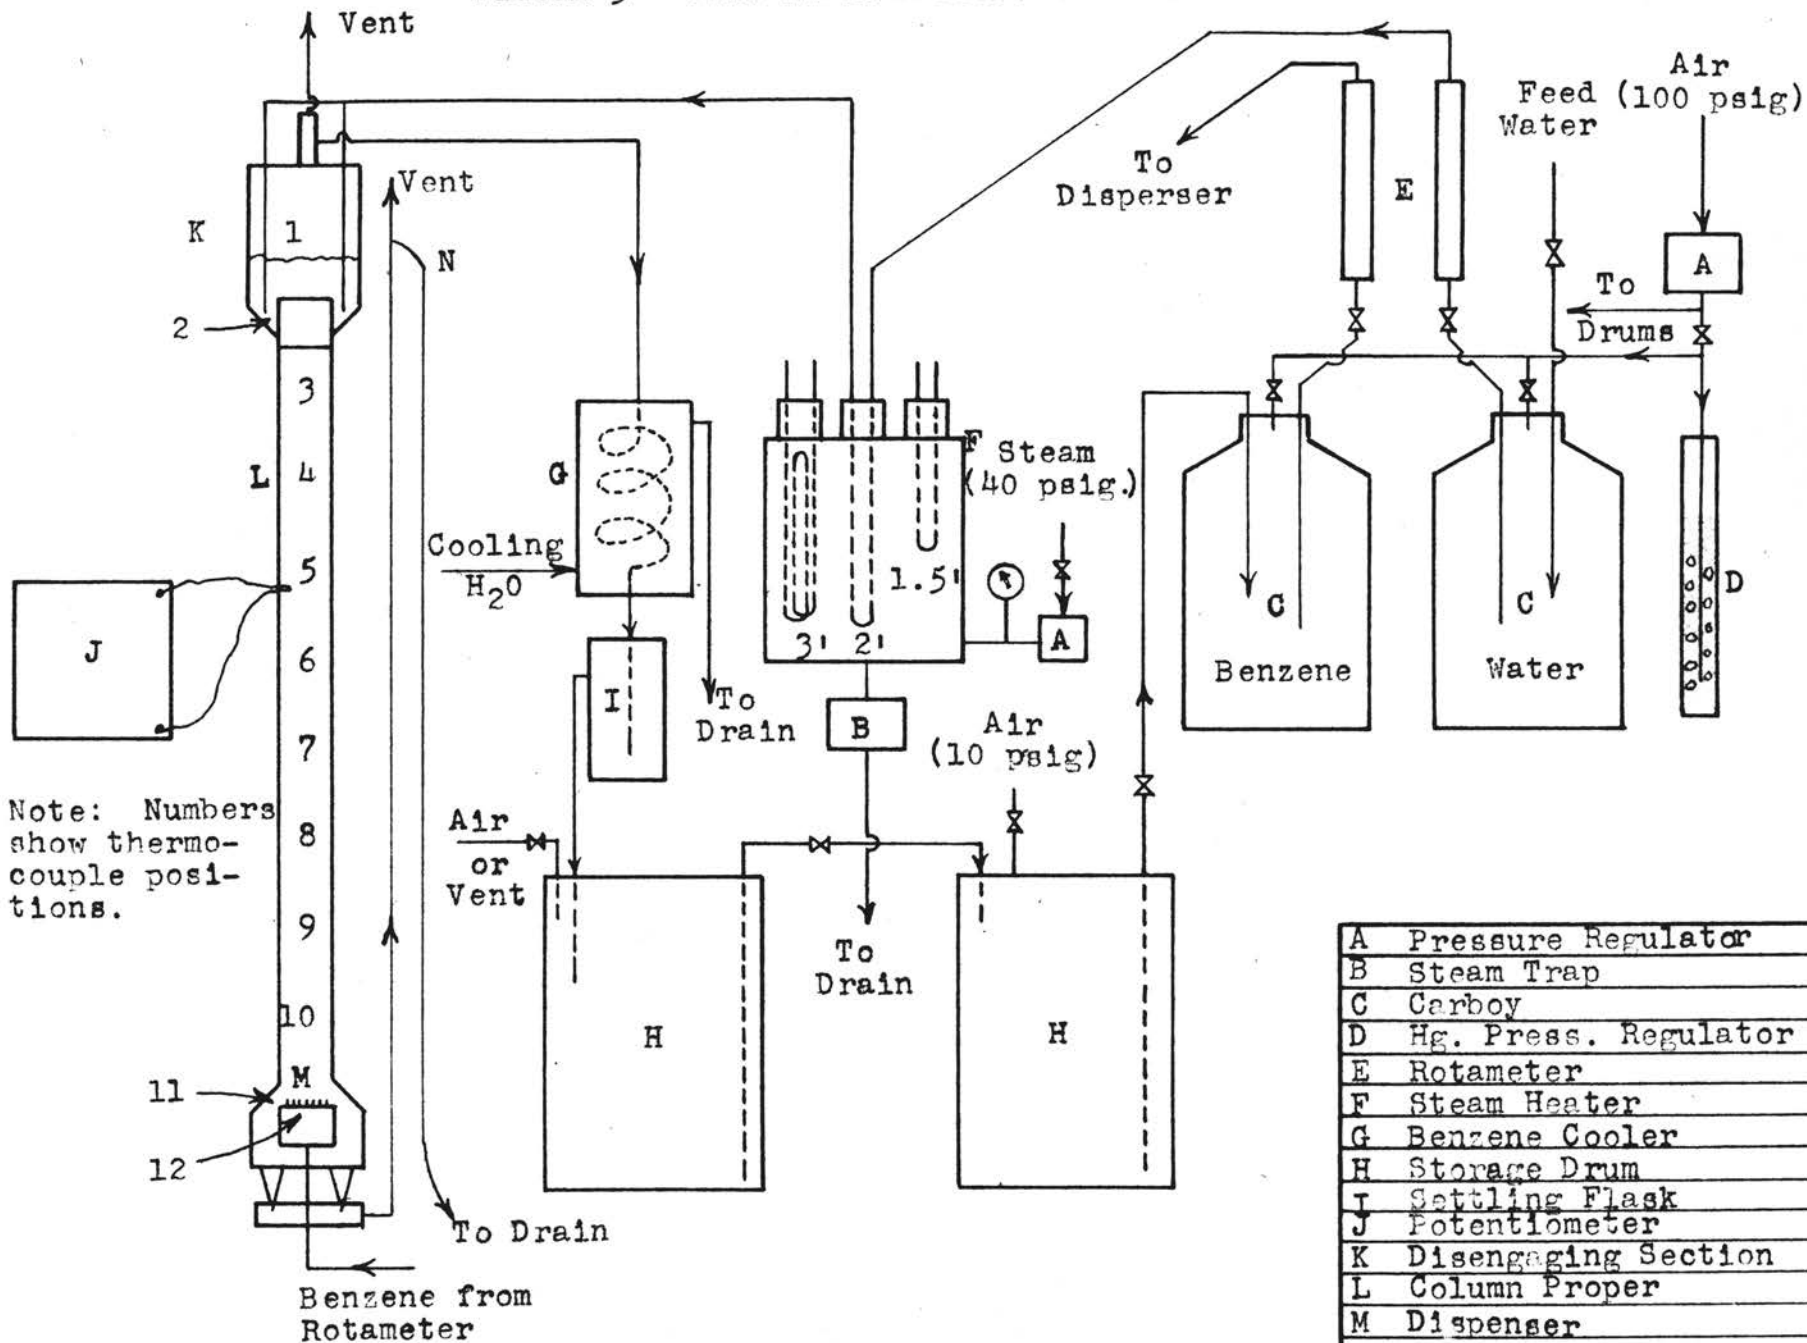 Vent
Air
(100 psig)
Feed
Water
To
Disperser
E
Vent
K
1
N
A
To
Drums
2
3
L
4
G
F
Steam
(40 psig.)
Cooling
H2O
5
1.5'
C
C
D
J
6
3'
2'
A
Benzene
Water
I
To
Drain
B
7
Air
(10 psig)
Note: Numbers
show thermo-
couple posi-
tions.
8
Air
or
Vent
9
To
Drain
10
H
H
M
11
12
To Drain
Benzene from
Rotameter
A Pressure Regulator
B Steam Trap
C Carboy
D Hg. Press. Regulator
E Rotameter
F Steam Heater
G Benzene Cooler
H Storage Drum
I Settling Flask
J Potentiometer
K Disengaging Section
L Column Proper
M Dispenser